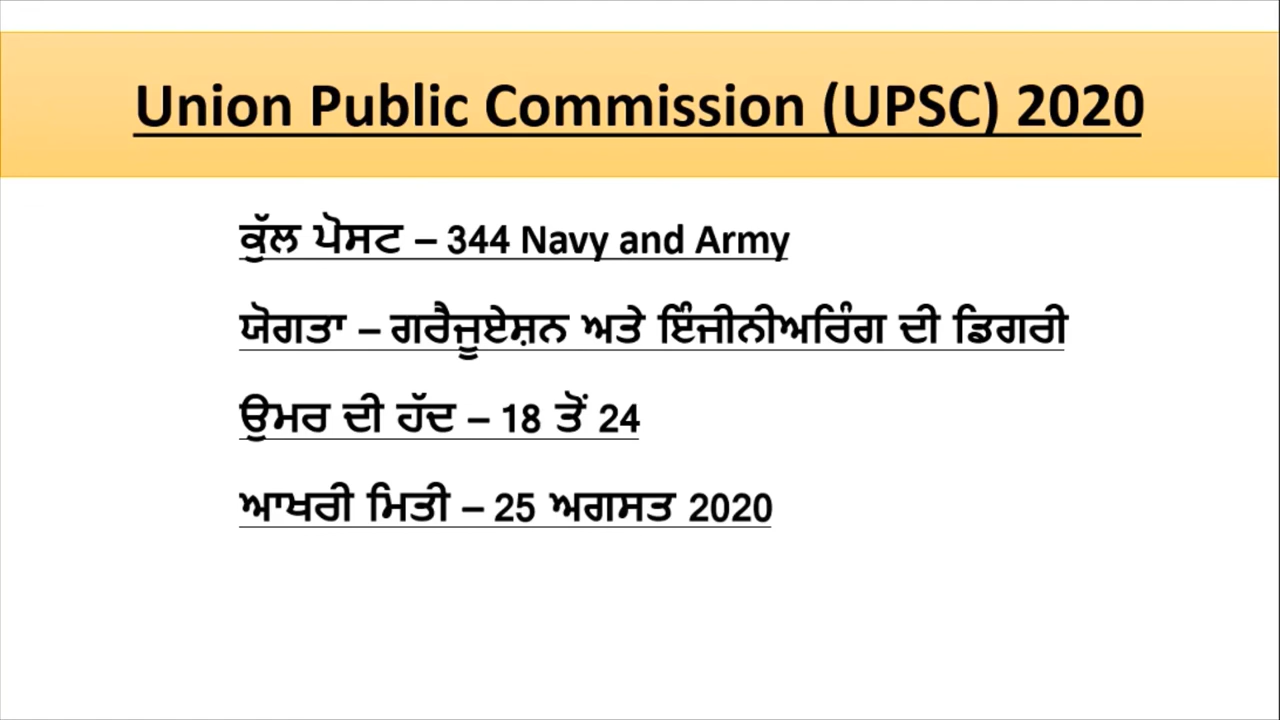 Union Public Commission (UPSC) 2020
ਕੁੱਲ ਪੋਸਟ – 344 Navy and Army
ਯੋਗਤਾ – ਗਰੈਜੂਏਸ਼ਨ ਅਤੇ ਇੰਜੀਨੀਅਰਿੰਗ ਦੀ ਡਿਗਰੀ
ਉਮਰ ਦੀ ਹੱਦ – 18 ਤੋਂ 24
ਆਖਰੀ ਮਿਤੀ – 25 ਅਗਸਤ 2020